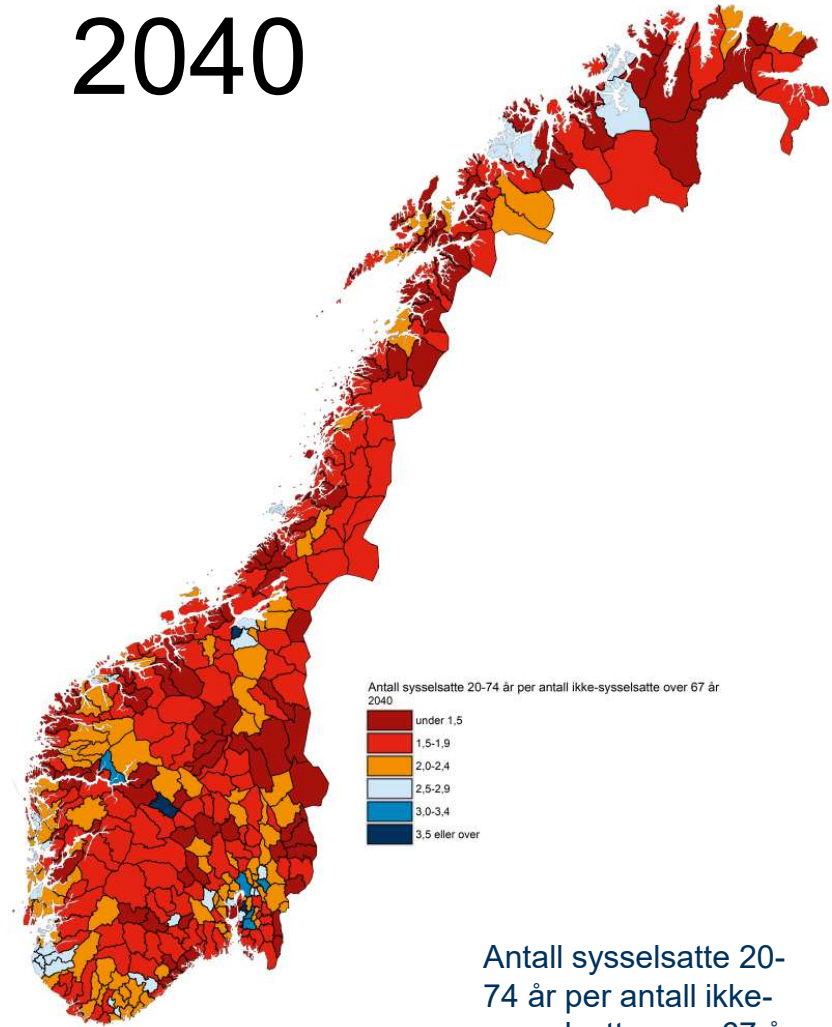 2040
Antall sysselsatte 20-74 år per antall ikke-sysselsatte over 67 år
2040
under 1,5
1,5-1,9
2,0-2,4
2,5-2,9
3,0-3,4
3,5 eller over
Antall sysselsatte 20-
74 år per antall ikke-